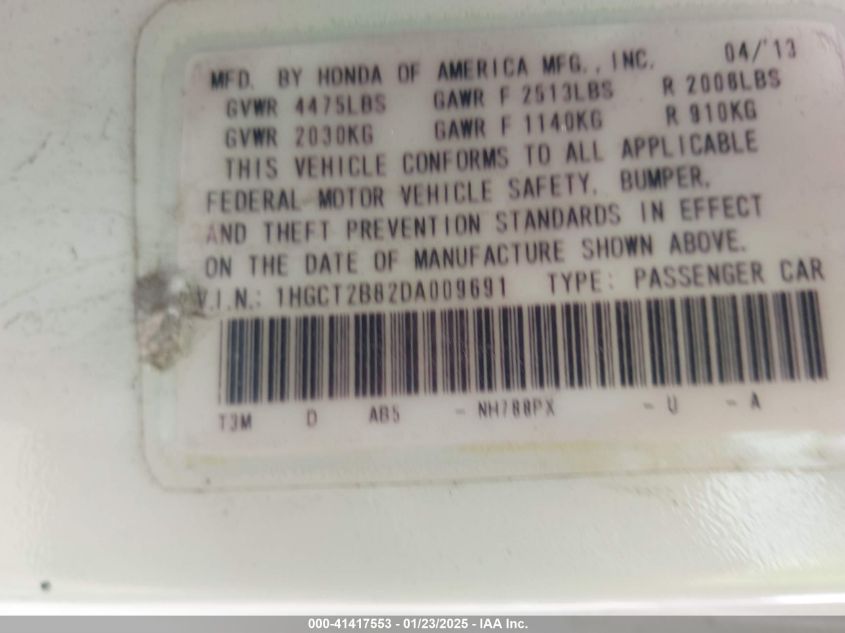 MFD. BY HONDA OF AMERICA MFG., INC. 04/'13
GVWR 4475LBS GAWR F 2513LBS R 2008LBS
GVWR 2030KG GAWR F 1140KG R 910KG
THIS VEHICLE CONFORMS TO ALL APPLICABLE
FEDERAL MOTOR VEHICLE SAFETY, BUMPER,
AND THEFT PREVENTION STANDARDS IN EFFECT
ON THE DATE OF MANUFACTURE SHOWN ABOVE.
V.I.N.: 1HGCT2B82DA009691 TYPE: PASSENGER CAR
T3M D AB5 - NH788PX - U - A
000-41417553 - 01/23/2025 - IAA Inc.